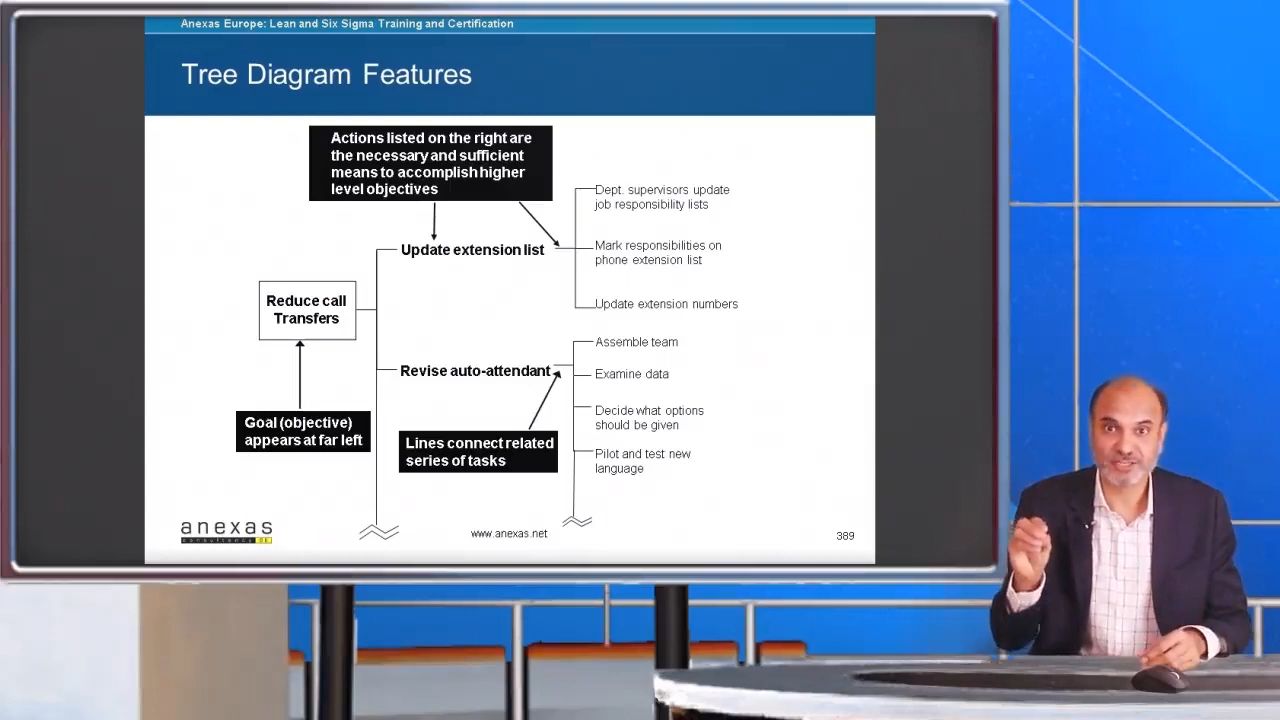 Anexas Europe: Lean and Six Sigma Training and Certification
Tree Diagram Features
Actions listed on the right are
the necessary and sufficient
means to accomplish higher
level objectives
Dept. supervisors update
job responsibility lists
Update extension list
Mark responsibilities on
phone extension list
Update extension numbers
Reduce call
Transfers
Assemble team
Revise auto-attendant
Examine data
Decide what options
should be given
Goal (objective)
appears at far left
Lines connect related
series of tasks
Pilot and test new
language
anexas
consultancy
www.anexas.net
389